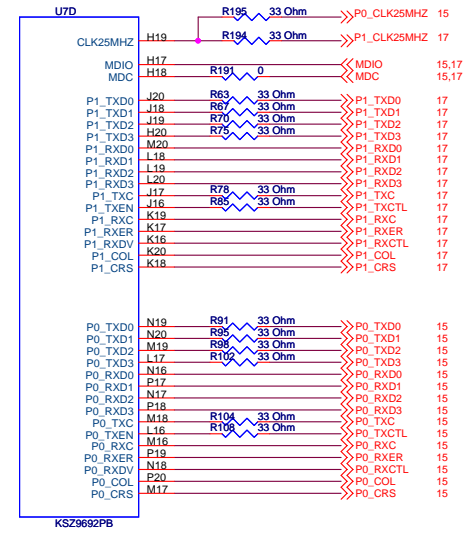 U7D
R195 33 Ohm P0_CLK25MHZ 15
CLK25MHZ H19 R194 33 Ohm P1_CLK25MHZ 17
MDIO H17 MDIO 15,17
MDC H18 R191 0 MDC 15,17
P1_TXD0 J20 R63 33 Ohm P1_TXD0 17
P1_TXD1 J18 R67 33 Ohm P1_TXD1 17
P1_TXD2 J19 R70 33 Ohm P1_TXD2 17
P1_TXD3 H20 R75 33 Ohm P1_TXD3 17
P1_RXD0 M20 P1_RXD0 17
P1_RXD1 L18 P1_RXD1 17
P1_RXD2 L19 P1_RXD2 17
P1_RXD3 L20 P1_RXD3 17
P1_TXC J17 R78 33 Ohm P1_TXC 17
P1_TXEN J16 R85 33 Ohm P1_TXCTL 17
P1_RXC K19 P1_RXC 17
P1_RXER K17 P1_RXER 17
P1_RXDV K16 P1_RXCTL 17
P1_COL K20 P1_COL 17
P1_CRS K18 P1_CRS 17
P0_TXD0 N19 R91 33 Ohm P0_TXD0 15
P0_TXD1 N20 R95 33 Ohm P0_TXD1 15
P0_TXD2 M19 R98 33 Ohm P0_TXD2 15
P0_TXD3 L17 R102 33 Ohm P0_TXD3 15
P0_RXD0 N16 P0_RXD0 15
P0_RXD1 P17 P0_RXD1 15
P0_RXD2 N17 P0_RXD2 15
P0_RXD3 P18 P0_RXD3 15
P0_TXC M18 R104 33 Ohm P0_TXC 15
P0_TXEN L16 R108 33 Ohm P0_TXCTL 15
P0_RXC M16 P0_RXC 15
P0_RXER P19 P0_RXER 15
P0_RXDV N18 P0_RXCTL 15
P0_COL P20 P0_COL 15
P0_CRS M17 P0_CRS 15
KSZ9692PB